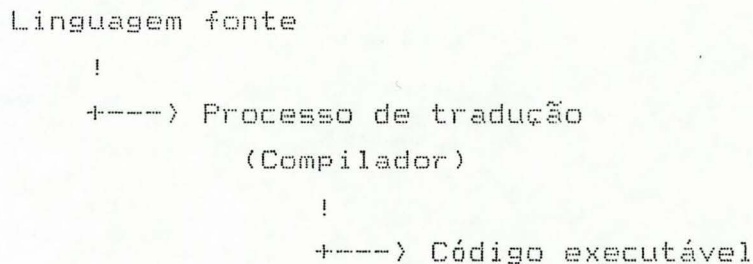 Linguagem fonte
!
+---> Processo de tradução
(Compilador)
!
+---> Código executável